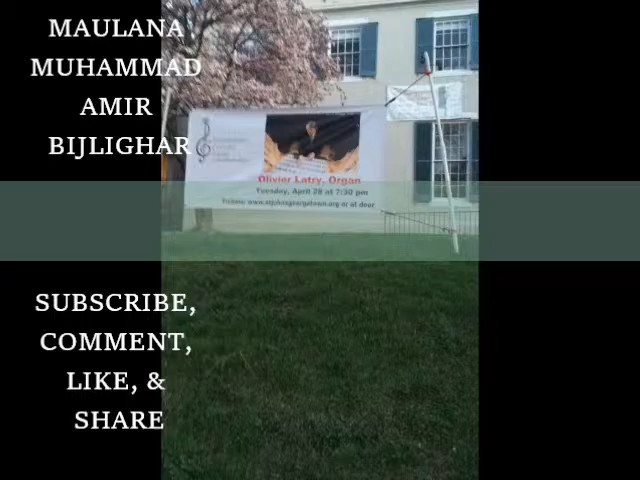 MAULANA
MUHAMMAD
AMIR
BIJLIGHAR
Olivier Latry, Organ
Tuesday, April 28 at 7:30 pm
SUBSCRIBE,
COMMENT,
LIKE, &
SHARE